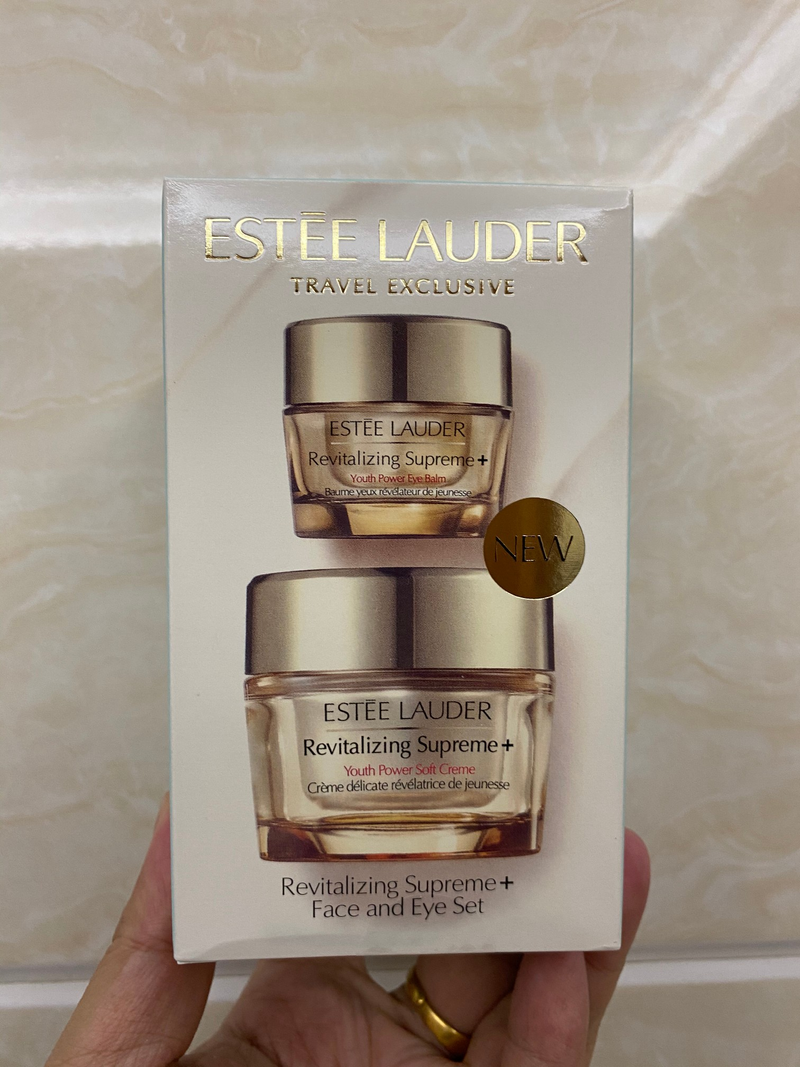 ESTĒE LAUDER
TRAVEL EXCLUSIVE
ESTĒE LAUDER
Revitalizing Supreme+
Youth Power Eye Balm
Baume yeux révélateur de jeunesse
NEW
ESTĒE LAUDER
Revitalizing Supreme+
Youth Power Soft Creme
Crème délicate révélatrice de jeunesse
Revitalizing Supreme+
Face and Eye Set